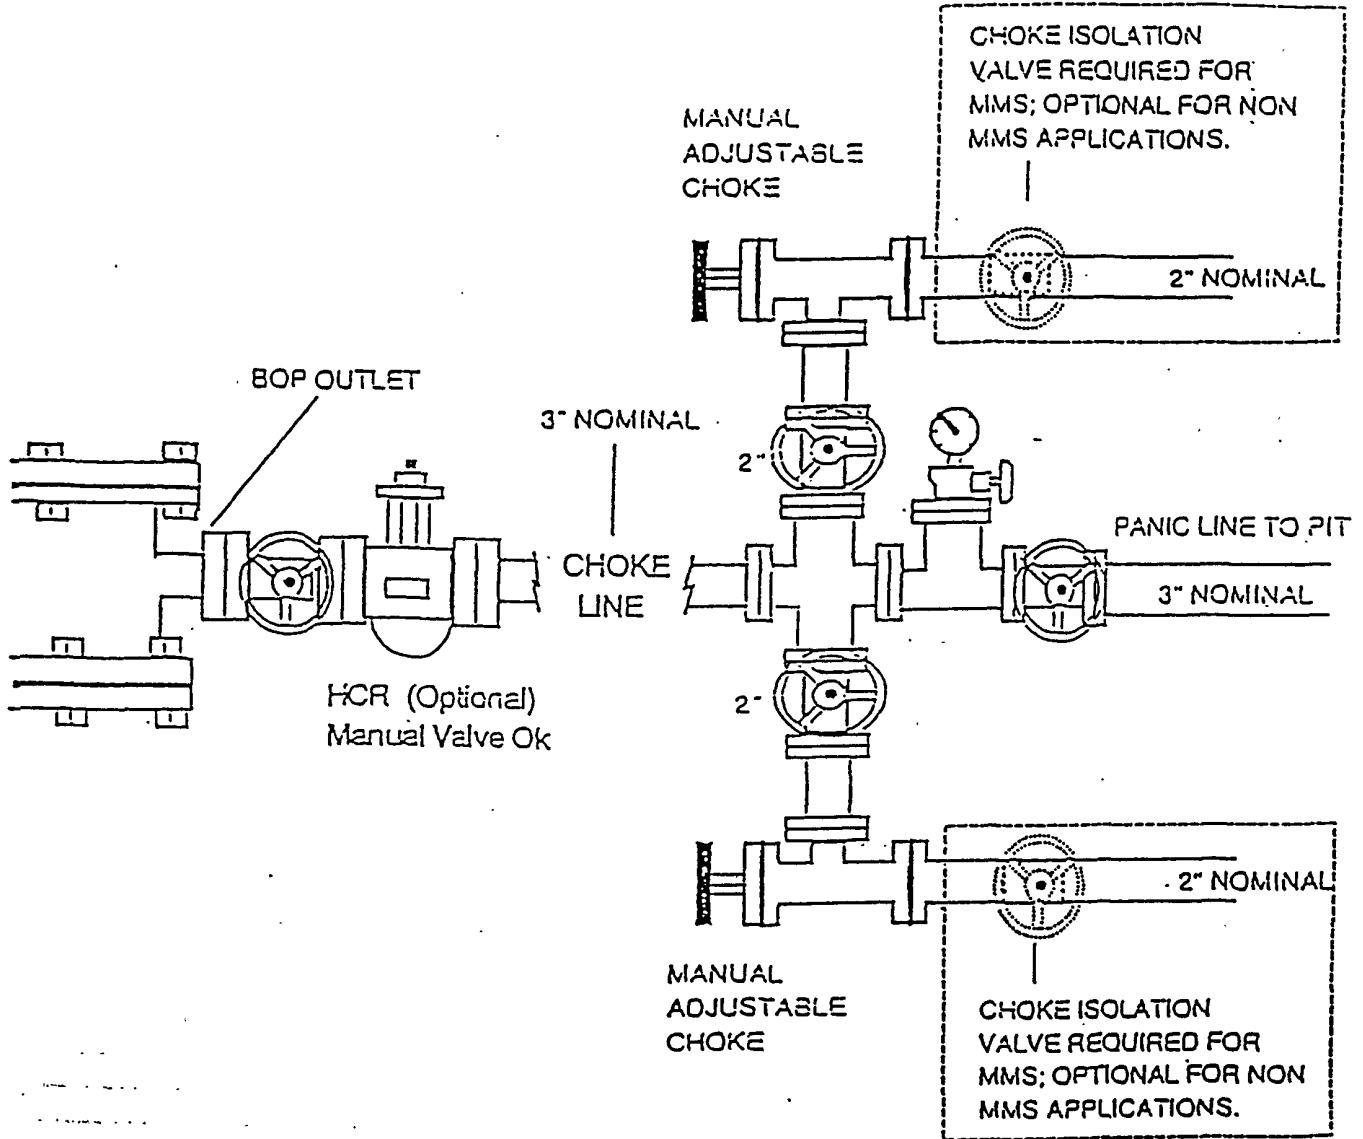 CHOKE ISOLATION
VALVE REQUIRED FOR
MMS; OPTIONAL FOR NON
MMS APPLICATIONS.
MANUAL
ADJUSTABLE
CHOKE
2" NOMINAL
BOP OUTLET
3" NOMINAL
2"
PANIC LINE TO PIT
CHOKE
LINE
3" NOMINAL
HCR (Optional)
Manual Valve Ok
2"
2" NOMINAL
MANUAL
ADJUSTABLE
CHOKE
CHOKE ISOLATION
VALVE REQUIRED FOR
MMS; OPTIONAL FOR NON
MMS APPLICATIONS.